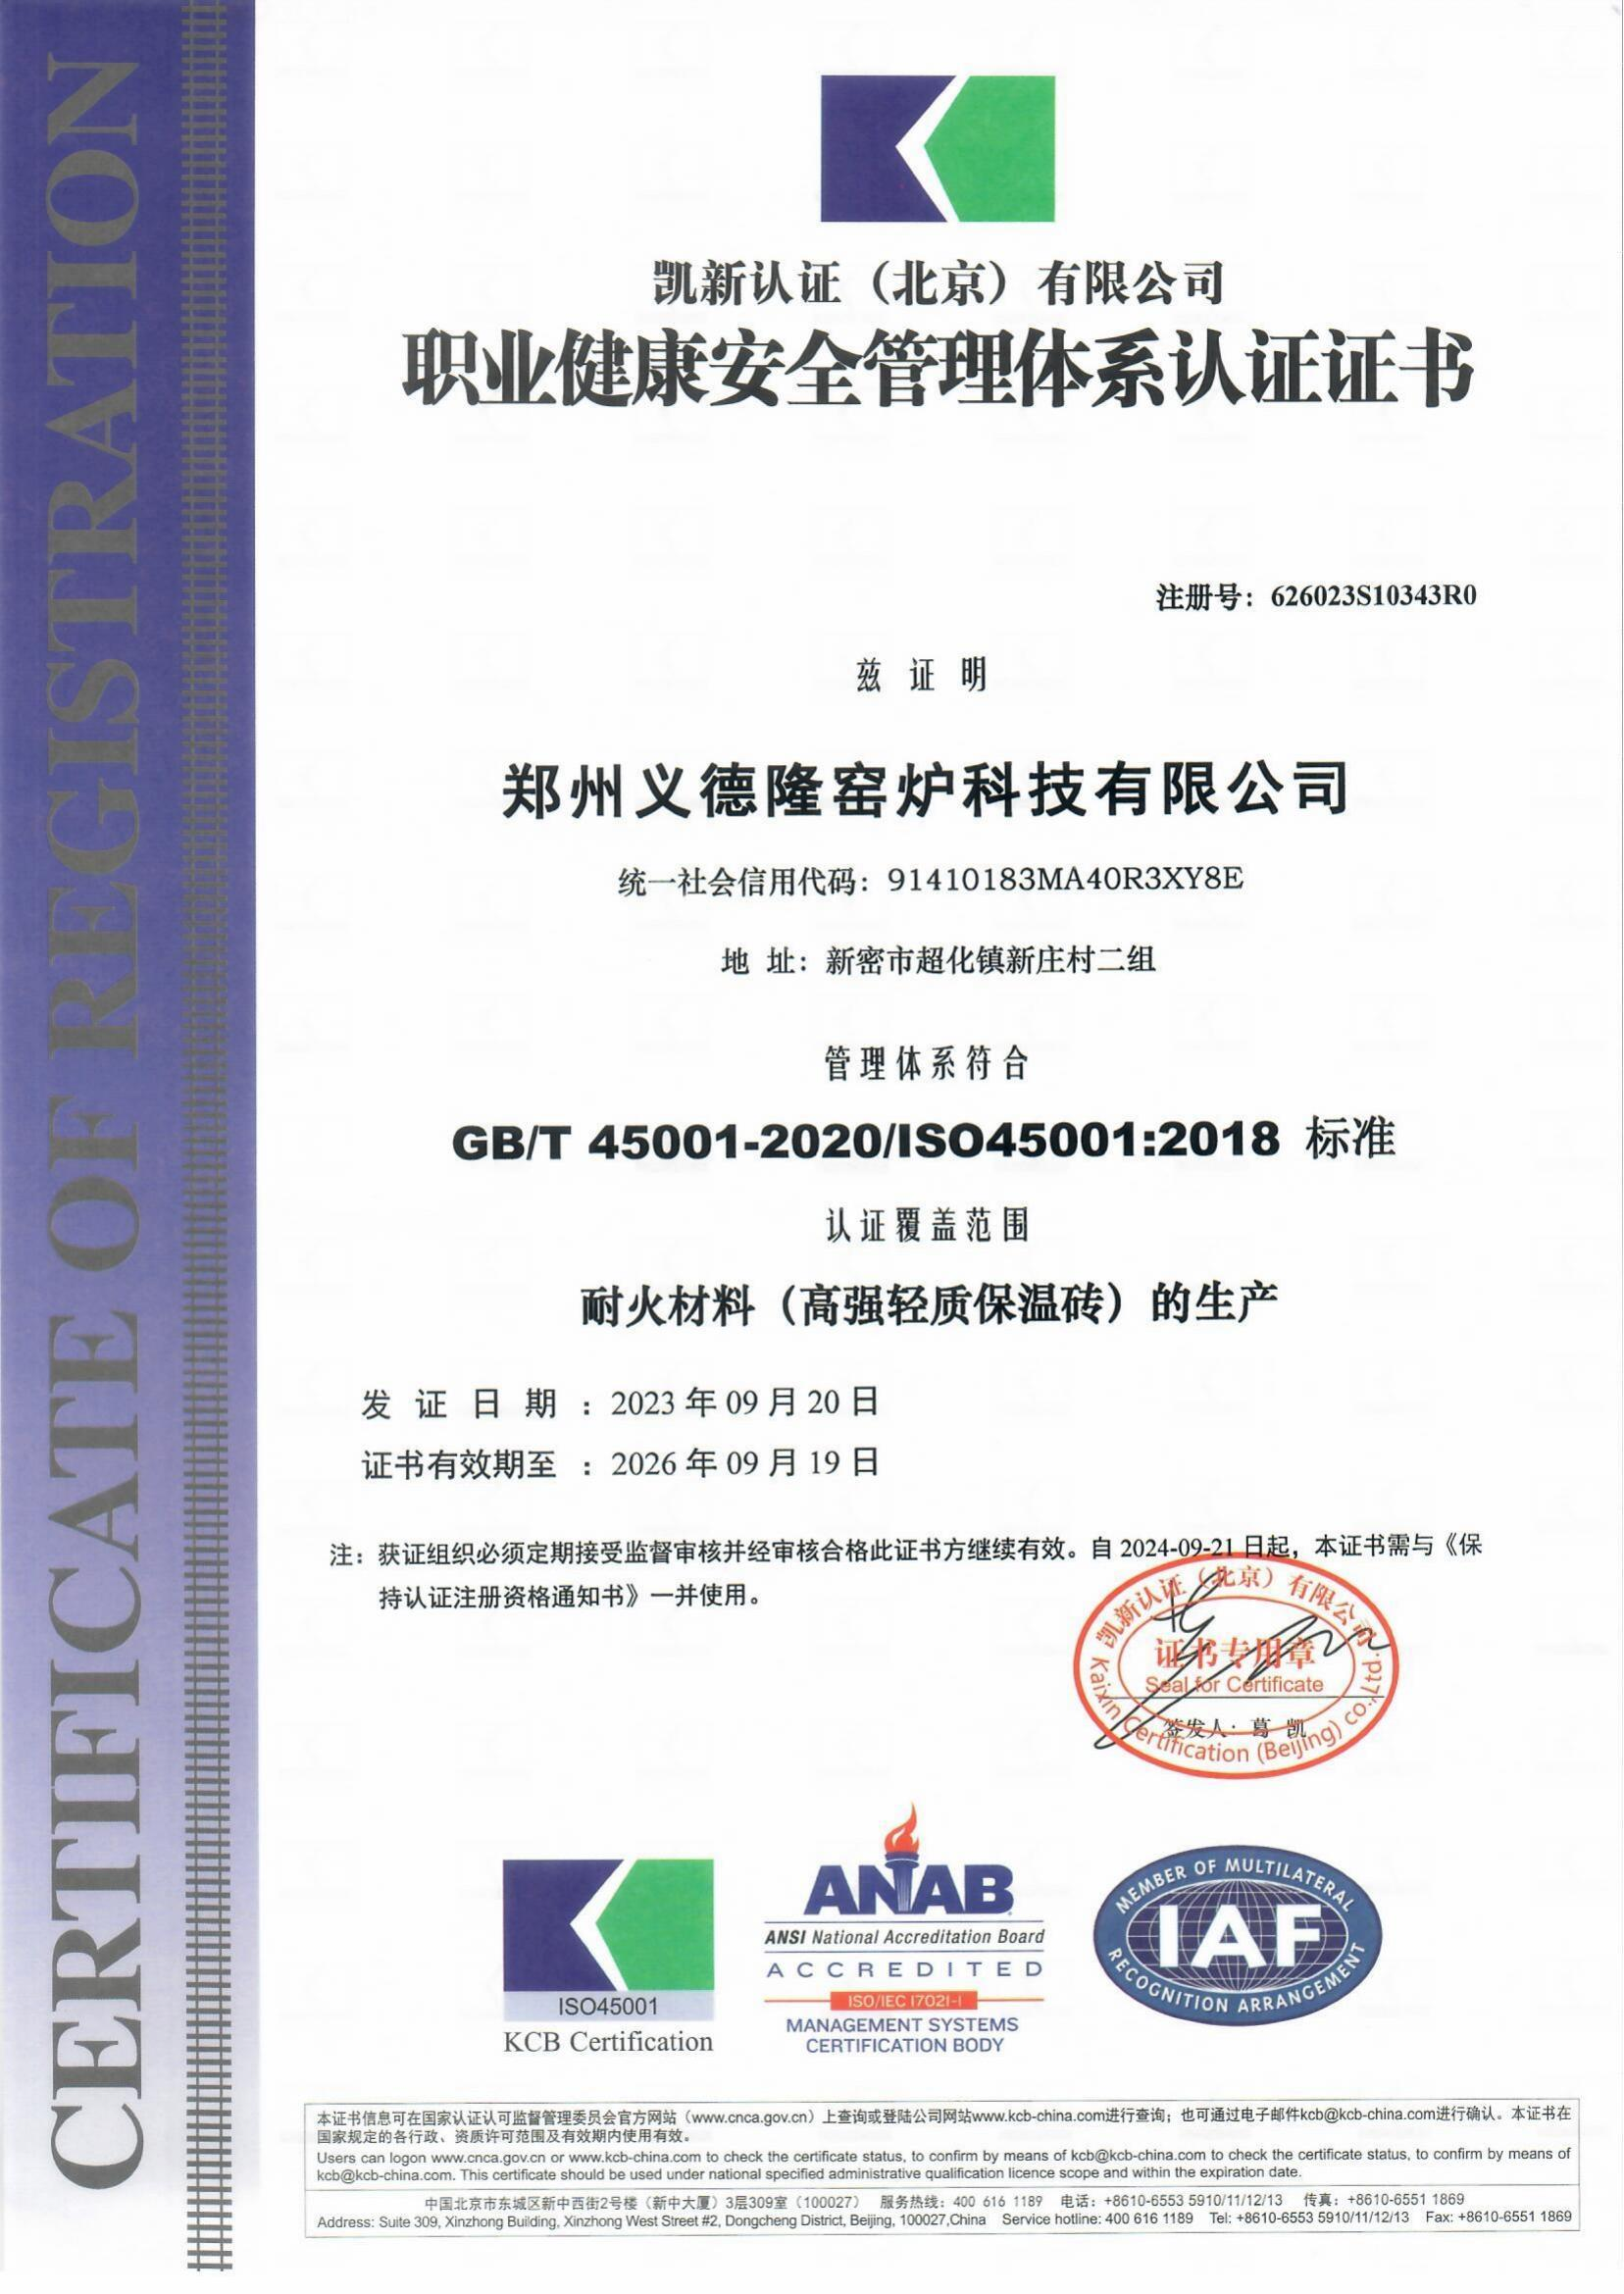 CERTIFICATE OF REGISTRATION
凯新认证（北京）有限公司
职业健康安全管理体系认证证书
注册号：626023S10343R0
兹 证 明
郑州义德隆窑炉科技有限公司
统一社会信用代码：91410183MA40R3XY8E
地 址：新密市超化镇新庄村二组
管理体系符合
GB/T 45001-2020/ISO45001:2018 标准
认证覆盖范围
耐火材料（高强轻质保温砖）的生产
发 证 日 期 ：2023 年 09 月 20 日
证书有效期至 ：2026 年 09 月 19 日
注：获证组织必须定期接受监督审核并经审核合格此证书方继续有效。自 2024-09-21 日起，本证书需与《保
持认证注册资格通知书》一并使用。
凯新认证（北京）有限公司
证书专用章
Seal for Certificate
签发人：葛 凯
Kaixin Certification (Beijing) co.,Ltd.
ISO45001
KCB Certification
ANAB
ANSI National Accreditation Board
ACCREDITED
ISO/IEC 17021-1
MANAGEMENT SYSTEMS
CERTIFICATION BODY
MEMBER OF MULTILATERAL
IAF
RECOGNITION ARRANGEMENT
本证书信息可在国家认证认可监督管理委员会官方网站（www.cnca.gov.cn）上查询或登陆公司网站www.kcb-china.com进行查询；也可通过电子邮件kcb@kcb-china.com进行确认。本证书在
国家规定的各行政、资质许可范围及有效期内使用有效。
Users can logon www.cnca.gov.cn or www.kcb-china.com to check the certificate status, to confirm by means of kcb@kcb-china.com to check the certificate status, to confirm by means of
kcb@kcb-china.com. This certificate should be used under national specified administrative qualification licence scope and within the expiration date.
中国北京市东城区新中西街2号楼（新中大厦）3层309室（100027） 服务热线：400 616 1189 电话：+8610-6553 5910/11/12/13 传真：+8610-6551 1869
Address: Suite 309, Xinzhong Building, Xinzhong West Street #2, Dongcheng District, Beijing, 100027,China Service hotline: 400 616 1189 Tel: +8610-6553 5910/11/12/13 Fax: +8610-6551 1869